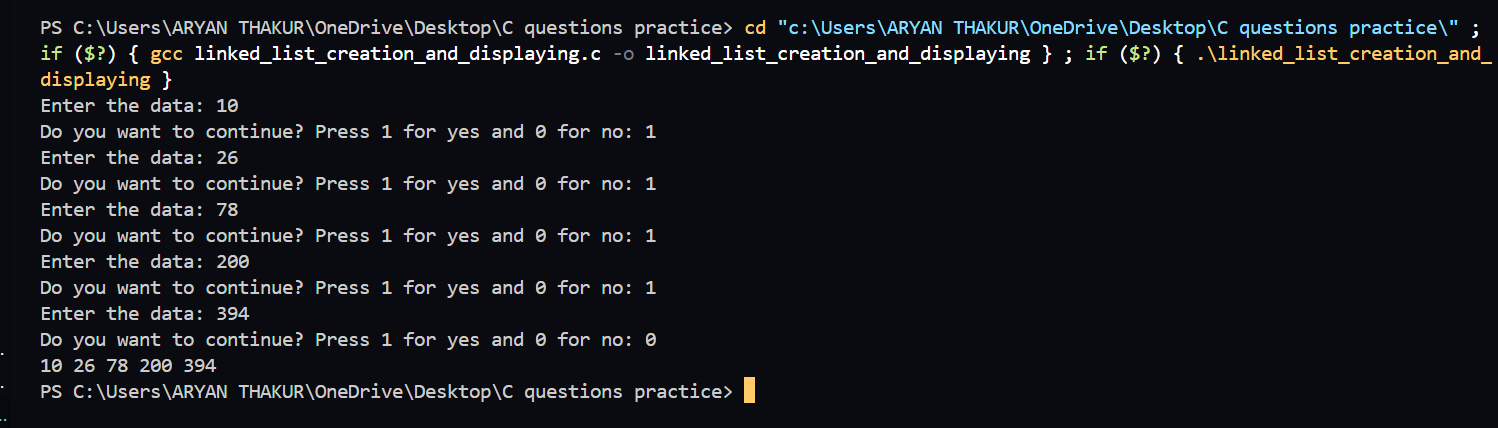 PS C:\Users\ARYAN THAKUR\OneDrive\Desktop\C questions practice> cd "c:\Users\ARYAN THAKUR\OneDrive\Desktop\C questions practice\" ;
if ($?) { gcc linked_list_creation_and_displaying.c -o linked_list_creation_and_displaying } ; if ($?) { .\linked_list_creation_and_
displaying }
Enter the data: 10
Do you want to continue? Press 1 for yes and 0 for no: 1
Enter the data: 26
Do you want to continue? Press 1 for yes and 0 for no: 1
Enter the data: 78
Do you want to continue? Press 1 for yes and 0 for no: 1
Enter the data: 200
Do you want to continue? Press 1 for yes and 0 for no: 1
Enter the data: 394
Do you want to continue? Press 1 for yes and 0 for no: 0
10 26 78 200 394
PS C:\Users\ARYAN THAKUR\OneDrive\Desktop\C questions practice>